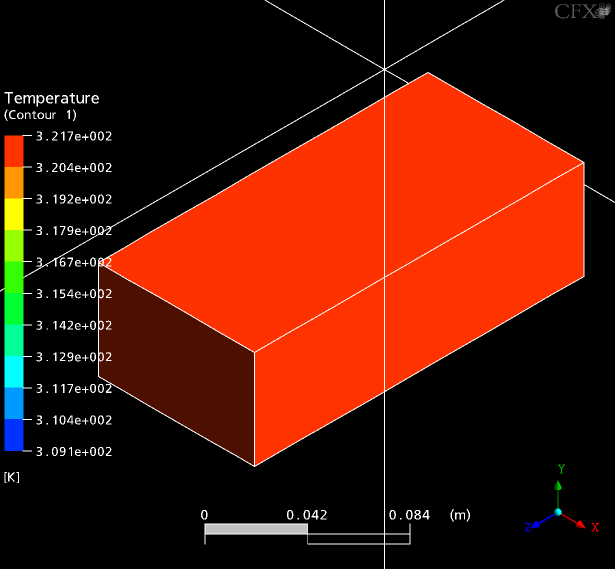 CFX
Temperature
(Contour 1)
3.217e+002
3.204e+002
3.192e+002
3.179e+002
3.167e+002
3.154e+002
3.142e+002
3.129e+002
3.117e+002
3.104e+002
3.091e+002
[K]
0 0.042 0.084 (m)
Y
Z X